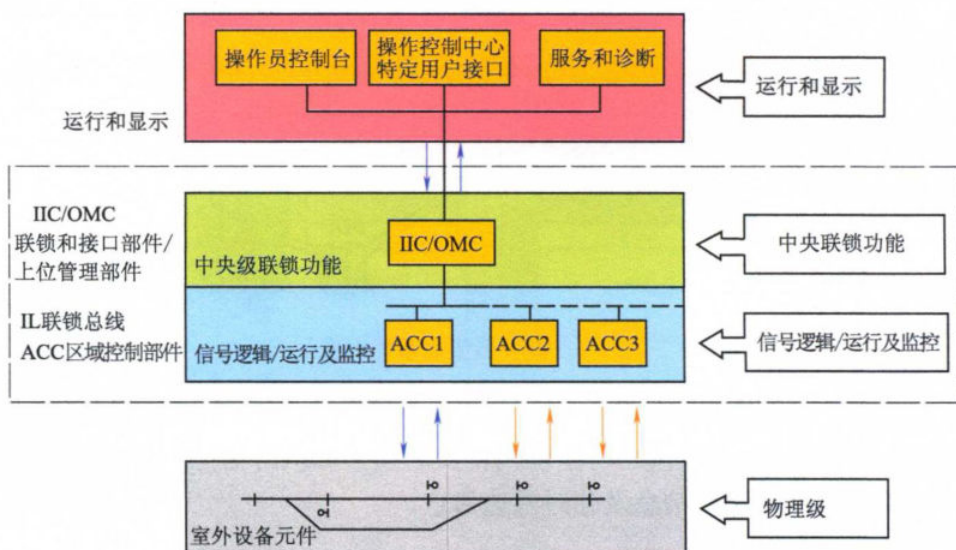 操作员控制台
操作控制中心
特定用户接口
服务和诊断
运行和显示
运行和显示
IIC/OMC
联锁和接口部件/
上位管理部件
IIC/OMC
中央级联锁功能
中央联锁功能
IL联锁总线
ACC区域控制部件
信号逻辑/运行及监控
ACC1
ACC2
ACC3
信号逻辑/运行及监控
室外设备元件
物理级